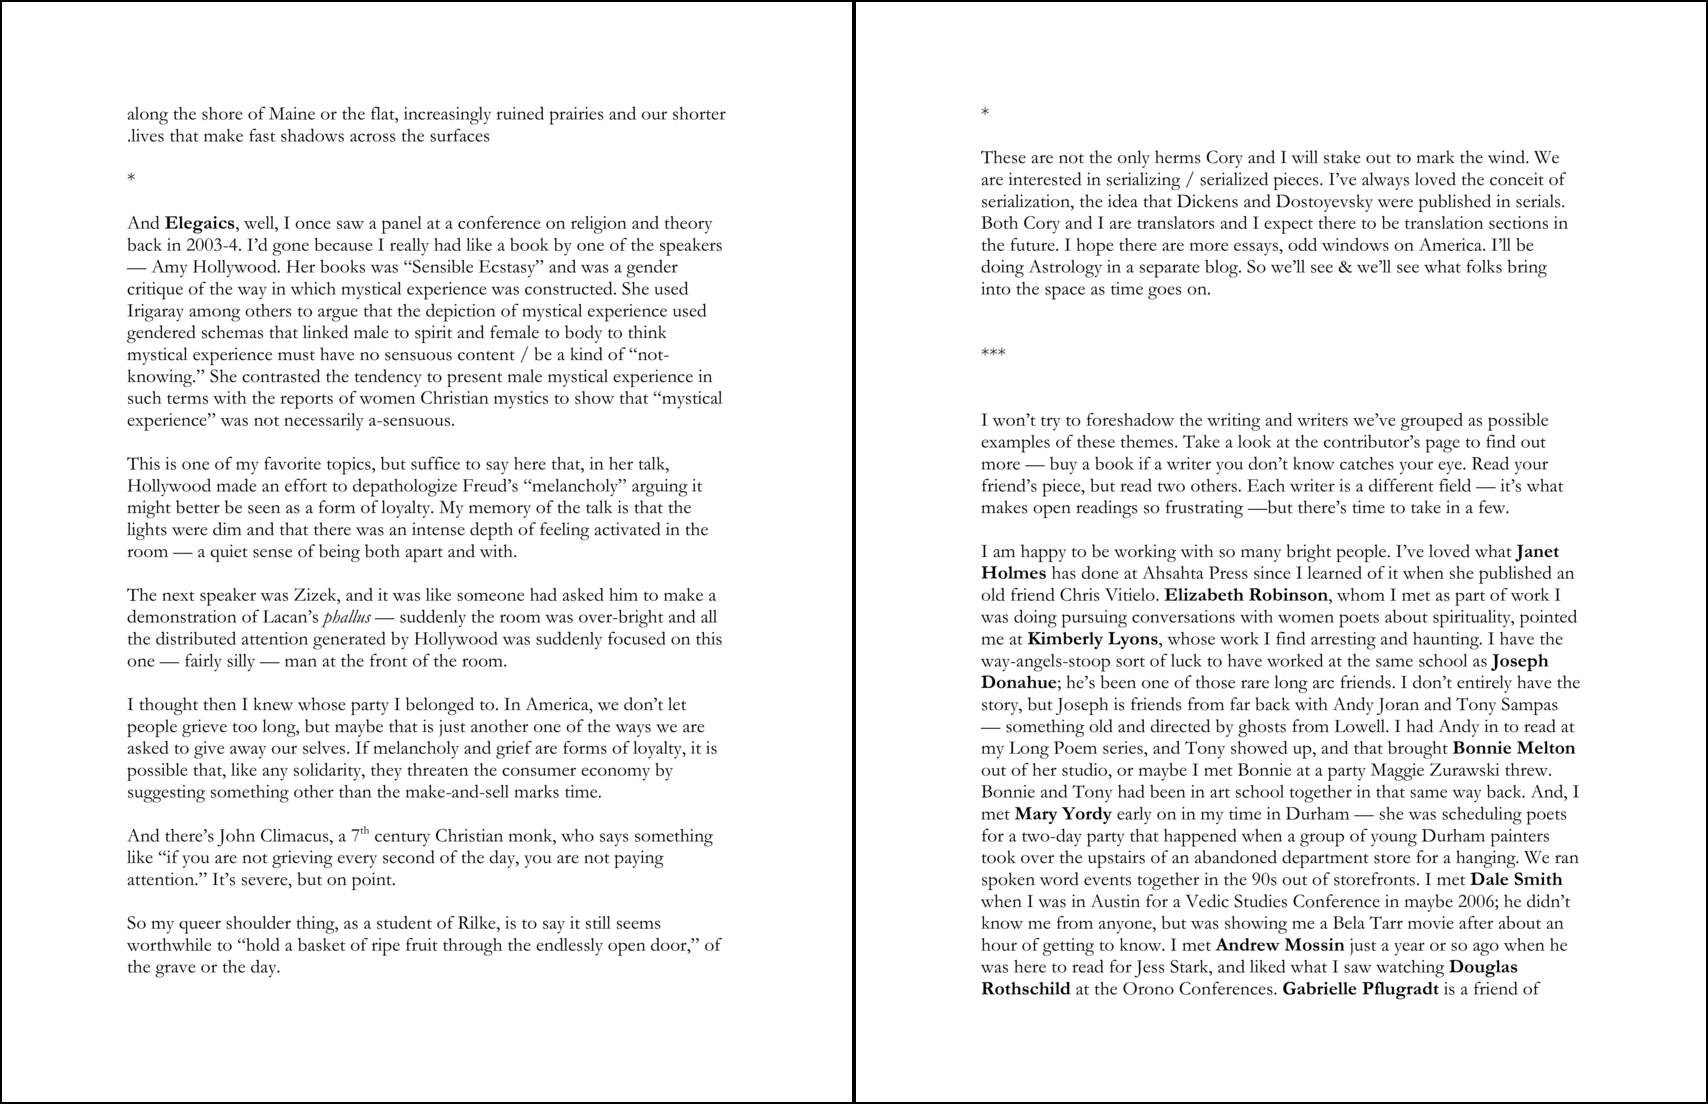 along the shore of Maine or the flat, increasingly ruined prairies and our shorter
.lives that make fast shadows across the surfaces
*
And Elegaics, well, I once saw a panel at a conference on religion and theory
back in 2003-4. I’d gone because I really had like a book by one of the speakers
— Amy Hollywood. Her books was “Sensible Ecstasy” and was a gender
critique of the way in which mystical experience was constructed. She used
Irigaray among others to argue that the depiction of mystical experience used
gendered schemas that linked male to spirit and female to body to think
mystical experience must have no sensuous content / be a kind of “not-
knowing.” She contrasted the tendency to present male mystical experience in
such terms with the reports of women Christian mystics to show that “mystical
experience” was not necessarily a-sensuous.
This is one of my favorite topics, but suffice to say here that, in her talk,
Hollywood made an effort to depathologize Freud’s “melancholy” arguing it
might better be seen as a form of loyalty. My memory of the talk is that the
lights were dim and that there was an intense depth of feeling activated in the
room — a quiet sense of being both apart and with.
The next speaker was Zizek, and it was like someone had asked him to make a
demonstration of Lacan’s phallus — suddenly the room was over-bright and all
the distributed attention generated by Hollywood was suddenly focused on this
one — fairly silly — man at the front of the room.
I thought then I knew whose party I belonged to. In America, we don’t let
people grieve too long, but maybe that is just another one of the ways we are
asked to give away our selves. If melancholy and grief are forms of loyalty, it is
possible that, like any solidarity, they threaten the consumer economy by
suggesting something other than the make-and-sell marks time.
And there’s John Climacus, a 7th century Christian monk, who says something
like “if you are not grieving every second of the day, you are not paying
attention.” It’s severe, but on point.
So my queer shoulder thing, as a student of Rilke, is to say it still seems
worthwhile to “hold a basket of ripe fruit through the endlessly open door,” of
the grave or the day.
*
These are not the only herms Cory and I will stake out to mark the wind. We
are interested in serializing / serialized pieces. I’ve always loved the conceit of
serialization, the idea that Dickens and Dostoyevsky were published in serials.
Both Cory and I are translators and I expect there to be translation sections in
the future. I hope there are more essays, odd windows on America. I’ll be
doing Astrology in a separate blog. So we’ll see & we’ll see what folks bring
into the space as time goes on.
***
I won’t try to foreshadow the writing and writers we’ve grouped as possible
examples of these themes. Take a look at the contributor’s page to find out
more — buy a book if a writer you don’t know catches your eye. Read your
friend’s piece, but read two others. Each writer is a different field — it’s what
makes open readings so frustrating —but there’s time to take in a few.
I am happy to be working with so many bright people. I’ve loved what Janet
Holmes has done at Ahsahta Press since I learned of it when she published an
old friend Chris Vitielo. Elizabeth Robinson, whom I met as part of work I
was doing pursuing conversations with women poets about spirituality, pointed
me at Kimberly Lyons, whose work I find arresting and haunting. I have the
way-angels-stoop sort of luck to have worked at the same school as Joseph
Donahue; he’s been one of those rare long arc friends. I don’t entirely have the
story, but Joseph is friends from far back with Andy Joran and Tony Sampas
— something old and directed by ghosts from Lowell. I had Andy in to read at
my Long Poem series, and Tony showed up, and that brought Bonnie Melton
out of her studio, or maybe I met Bonnie at a party Maggie Zurawski threw.
Bonnie and Tony had been in art school together in that same way back. And, I
met Mary Yordy early on in my time in Durham — she was scheduling poets
for a two-day party that happened when a group of young Durham painters
took over the upstairs of an abandoned department store for a hanging. We ran
spoken word events together in the 90s out of storefronts. I met Dale Smith
when I was in Austin for a Vedic Studies Conference in maybe 2006; he didn’t
know me from anyone, but was showing me a Bela Tarr movie after about an
hour of getting to know. I met Andrew Mossin just a year or so ago when he
was here to read for Jess Stark, and liked what I saw watching Douglas
Rothschild at the Orono Conferences. Gabrielle Pflugradt is a friend of